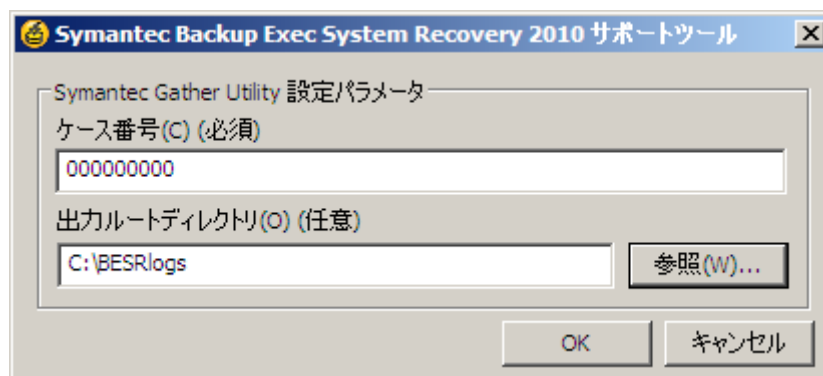 Symantec Backup Exec System Recovery 2010 サポートツール
Symantec Gather Utility 設定パラメータ
ケース番号(C) (必須)
000000000
出力ルートディレクトリ(O) (任意)
C:\BESRlogs
参照(W)...
OK
キャンセル